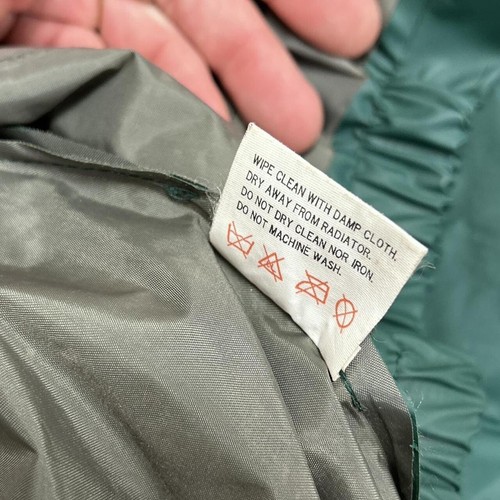 WIPE CLEAN WITH DAMP CLOTH.
DRY AWAY FROM RADIATOR.
DO NOT DRY CLEAN NOR IRON.
DO NOT MACHINE WASH.